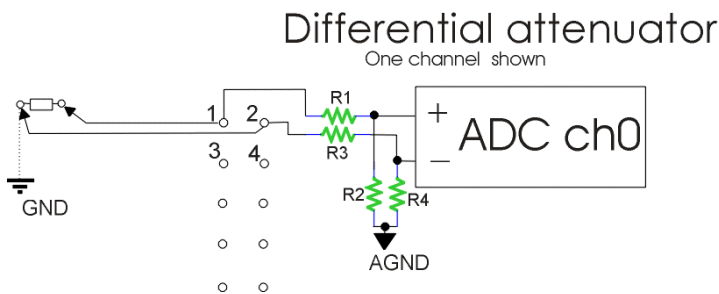 Differential attenuator
One channel shown
R1
1 2
+
ADC ch0
R3
−
3 4
R2
R4
GND
AGND